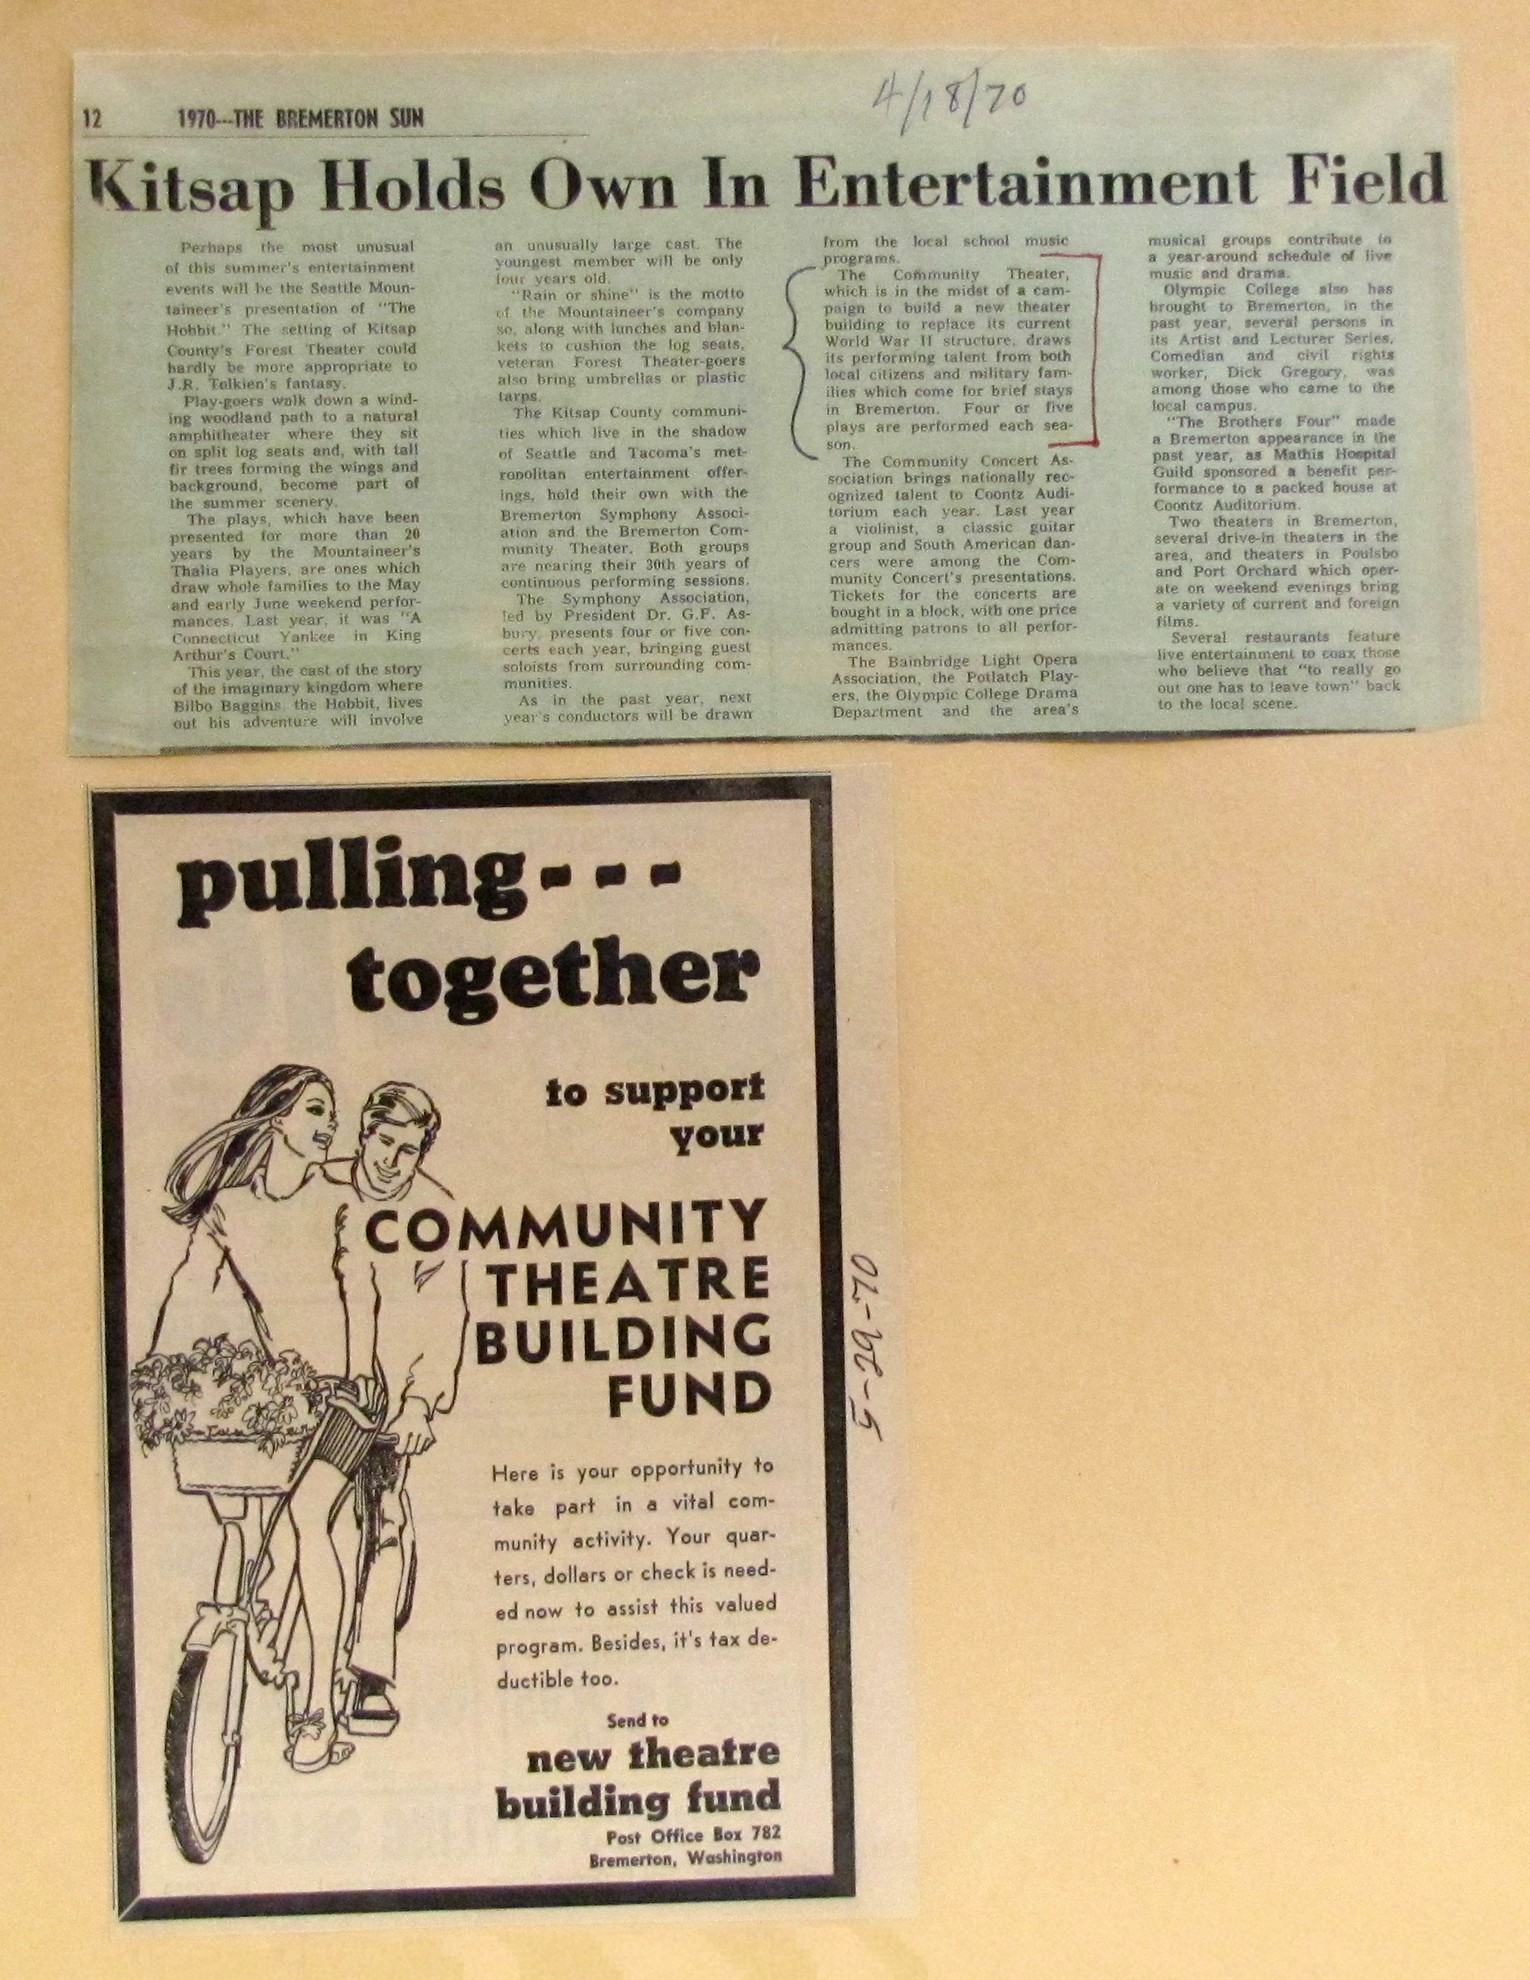 12 1970---THE BREMERTON SUN
4/18/70
Kitsap Holds Own In Entertainment Field
Perhaps the most unusual
of this summer's entertainment
events will be the Seattle Moun-
taineer's presentation of "The
Hobbit." The setting of Kitsap
County's Forest Theater could
hardly be more appropriate to
J.R. Tolkien's fantasy.
Play-goers walk down a wind-
ing woodland path to a natural
amphitheater where they sit
on split log seats and, with tall
fir trees forming the wings and
background, become part of
the summer scenery.
The plays, which have been
presented for more than 20
years by the Mountaineer's
Thalia Players, are ones which
draw whole families to the May
and early June weekend perfor-
mances. Last year, it was "A
Connecticut Yankee in King
Arthur's Court."
This year, the cast of the story
of the imaginary kingdom where
Bilbo Baggins, the Hobbit, lives
out his adventure will involve
an unusually large cast. The
youngest member will be only
four years old.
"Rain or shine" is the motto
of the Mountaineer's company
so, along with lunches and blan-
kets to cushion the log seats,
veteran Forest Theater-goers
also bring umbrellas or plastic
tarps.
The Kitsap County communi-
ties which live in the shadow
of Seattle and Tacoma's met-
ropolitan entertainment offer-
ings, hold their own with the
Bremerton Symphony Associ-
ation and the Bremerton Com-
munity Theater. Both groups
are nearing their 30th years of
continuous performing sessions.
The Symphony Association,
led by President Dr. G.F. As-
bury, presents four or five con-
certs each year, bringing guest
soloists from surrounding com-
munities.
As in the past year, next
year's conductors will be drawn
from the local school music
programs.
The Community Theater,
which is in the midst of a cam-
paign to build a new theater
building to replace its current
World War II structure, draws
its performing talent from both
local citizens and military fam-
ilies which come for brief stays
in Bremerton. Four or five
plays are performed each sea-
son.
The Community Concert As-
sociation brings nationally rec-
ognized talent to Coontz Audi-
torium each year. Last year
a violinist, a classic guitar
group and South American dan-
cers were among the Com-
munity Concert's presentations.
Tickets for the concerts are
bought in a block, with one price
admitting patrons to all perfor-
mances.
The Bainbridge Light Opera
Association, the Potlatch Play-
ers, the Olympic College Drama
Department and the area's
musical groups contribute to
a year-around schedule of live
music and drama.
Olympic College also has
brought to Bremerton, in the
past year, several persons in
its Artist and Lecturer Series.
Comedian and civil rights
worker, Dick Gregory, was
among those who came to the
local campus.
"The Brothers Four" made
a Bremerton appearance in the
past year, as Mathis Hospital
Guild sponsored a benefit per-
formance to a packed house at
Coontz Auditorium.
Two theaters in Bremerton,
several drive-in theaters in the
area, and theaters in Poulsbo
and Port Orchard which oper-
ate on weekend evenings bring
a variety of current and foreign
films.
Several restaurants feature
live entertainment to coax those
who believe that "to really go
out one has to leave town" back
to the local scene.
pulling---
together
to support
your
COMMUNITY
THEATRE
BUILDING
FUND
Here is your opportunity to
take part in a vital com-
munity activity. Your quar-
ters, dollars or check is need-
ed now to assist this valued
program. Besides, it's tax de-
ductible too.
Send to
new theatre
building fund
Post Office Box 782
Bremerton, Washington
5-29-70